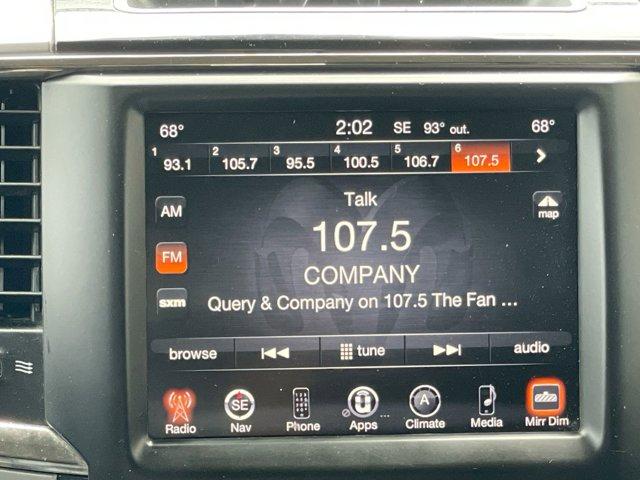 68° 2:02 SE 93° out. 68°
1 93.1 2 105.7 3 95.5 4 100.5 5 106.7 6 107.5
AM Talk map
107.5
FM COMPANY
sxm Query & Company on 107.5 The Fan ...
browse tune audio
SE A
Radio Nav Phone Apps ... Climate Media Mirr Dim